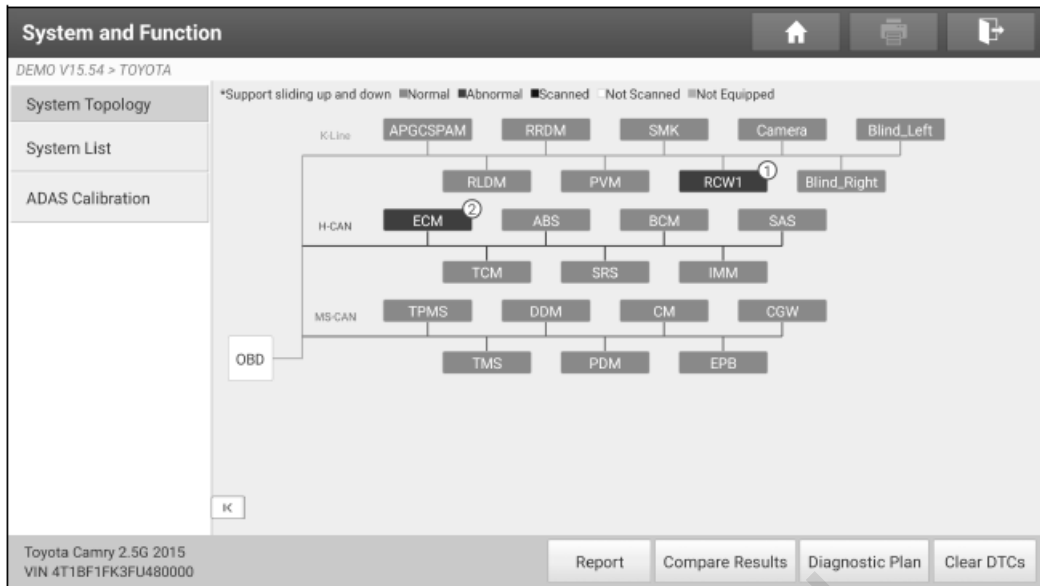 System and Function
DEMO V15.54 > TOYOTA
System Topology
System List
ADAS Calibration
*Support sliding up and down Normal Abnormal Scanned Not Scanned Not Equipped
K-Line
APGCSPAM RRDM SMK Camera Blind_Left
RLDM PVM RCW1 1 Blind_Right
H-CAN
ECM 2 ABS BCM SAS
TCM SRS IMM
MS-CAN
TPMS DDM CM CGW
OBD
TMS PDM EPB
Toyota Camry 2.5G 2015
VIN 4T1BF1FK3FU480000
Report Compare Results Diagnostic Plan Clear DTCs